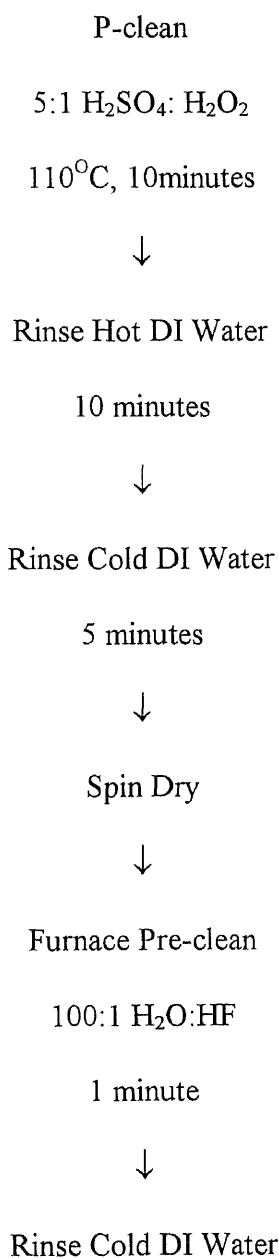 P-clean
5:1 H₂SO₄: H₂O₂
110⁰C, 10minutes
↓
Rinse Hot DI Water
10 minutes
↓
Rinse Cold DI Water
5 minutes
↓
Spin Dry
↓
Furnace Pre-clean
100:1 H₂O:HF
1 minute
↓
Rinse Cold DI Water